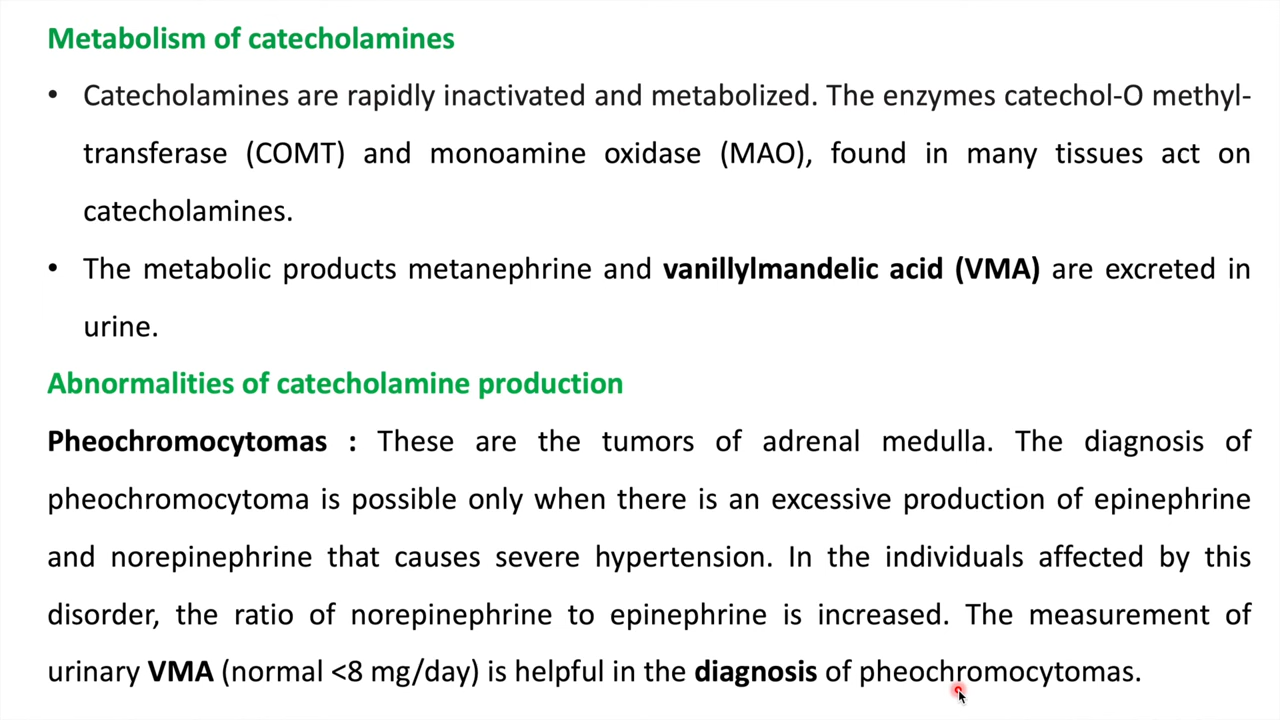 Metabolism of catecholamines
• Catecholamines are rapidly inactivated and metabolized. The enzymes catechol-O methyl-
transferase (COMT) and monoamine oxidase (MAO), found in many tissues act on
catecholamines.
• The metabolic products metanephrine and vanillylmandelic acid (VMA) are excreted in
urine.
Abnormalities of catecholamine production
Pheochromocytomas : These are the tumors of adrenal medulla. The diagnosis of
pheochromocytoma is possible only when there is an excessive production of epinephrine
and norepinephrine that causes severe hypertension. In the individuals affected by this
disorder, the ratio of norepinephrine to epinephrine is increased. The measurement of
urinary VMA (normal <8 mg/day) is helpful in the diagnosis of pheochromocytomas.